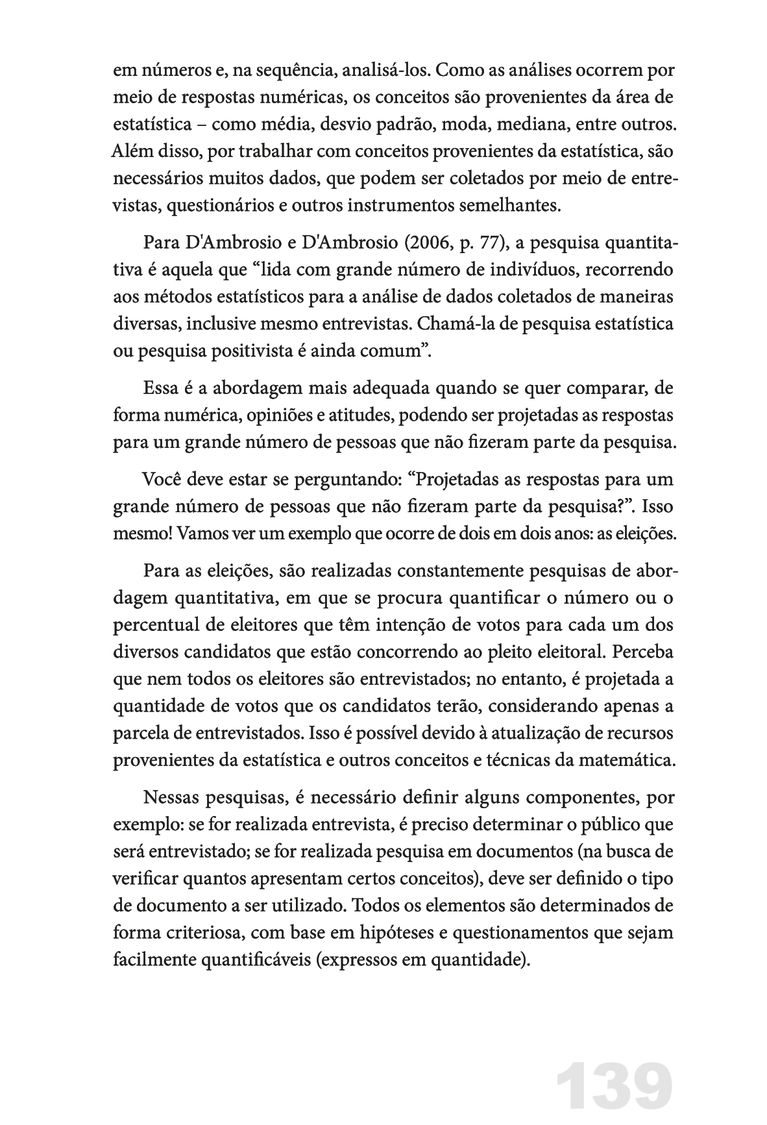 em números e, na sequência, analisá-los. Como as análises ocorrem por
meio de respostas numéricas, os conceitos são provenientes da área de
estatística – como média, desvio padrão, moda, mediana, entre outros.
Além disso, por trabalhar com conceitos provenientes da estatística, são
necessários muitos dados, que podem ser coletados por meio de entre-
vistas, questionários e outros instrumentos semelhantes.
Para D'Ambrosio e D'Ambrosio (2006, p. 77), a pesquisa quantita-
tiva é aquela que “lida com grande número de indivíduos, recorrendo
aos métodos estatísticos para a análise de dados coletados de maneiras
diversas, inclusive mesmo entrevistas. Chamá-la de pesquisa estatística
ou pesquisa positivista é ainda comum”.
Essa é a abordagem mais adequada quando se quer comparar, de
forma numérica, opiniões e atitudes, podendo ser projetadas as respostas
para um grande número de pessoas que não fizeram parte da pesquisa.
Você deve estar se perguntando: “Projetadas as respostas para um
grande número de pessoas que não fizeram parte da pesquisa?”. Isso
mesmo! Vamos ver um exemplo que ocorre de dois em dois anos: as eleições.
Para as eleições, são realizadas constantemente pesquisas de abor-
dagem quantitativa, em que se procura quantificar o número ou o
percentual de eleitores que têm intenção de votos para cada um dos
diversos candidatos que estão concorrendo ao pleito eleitoral. Perceba
que nem todos os eleitores são entrevistados; no entanto, é projetada a
quantidade de votos que os candidatos terão, considerando apenas a
parcela de entrevistados. Isso é possível devido à atualização de recursos
provenientes da estatística e outros conceitos e técnicas da matemática.
Nessas pesquisas, é necessário definir alguns componentes, por
exemplo: se for realizada entrevista, é preciso determinar o público que
será entrevistado; se for realizada pesquisa em documentos (na busca de
verificar quantos apresentam certos conceitos), deve ser definido o tipo
de documento a ser utilizado. Todos os elementos são determinados de
forma criteriosa, com base em hipóteses e questionamentos que sejam
facilmente quantificáveis (expressos em quantidade).
139